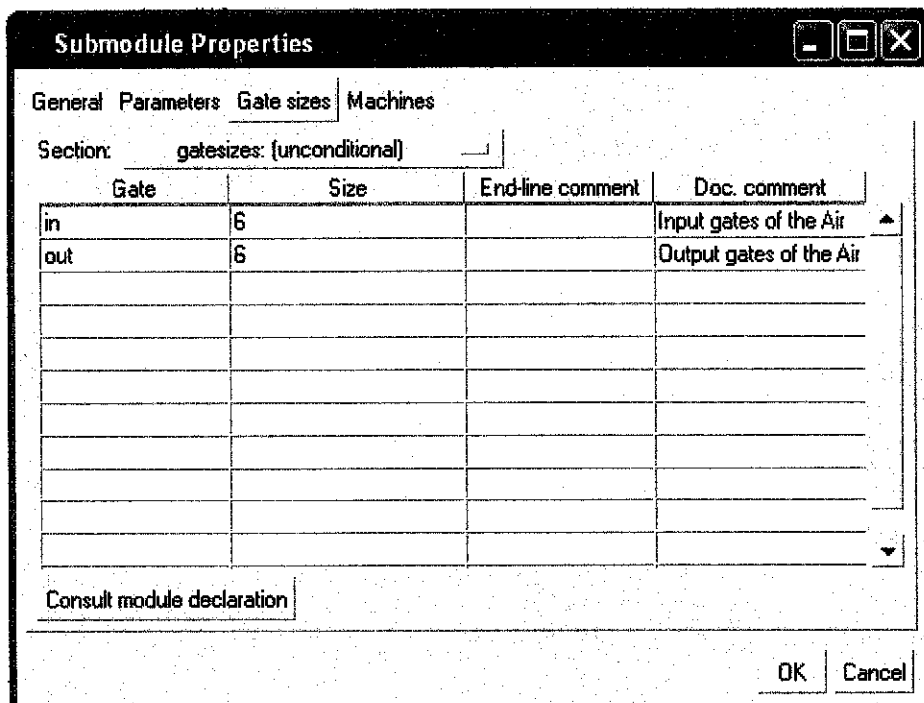 Submodule Properties
General Parameters Gate sizes Machines
Section: gatesizes: (unconditional)
Gate Size End-line comment Doc. comment
in 6 Input gates of the Air
out 6 Output gates of the Air
Consult module declaration
OK Cancel